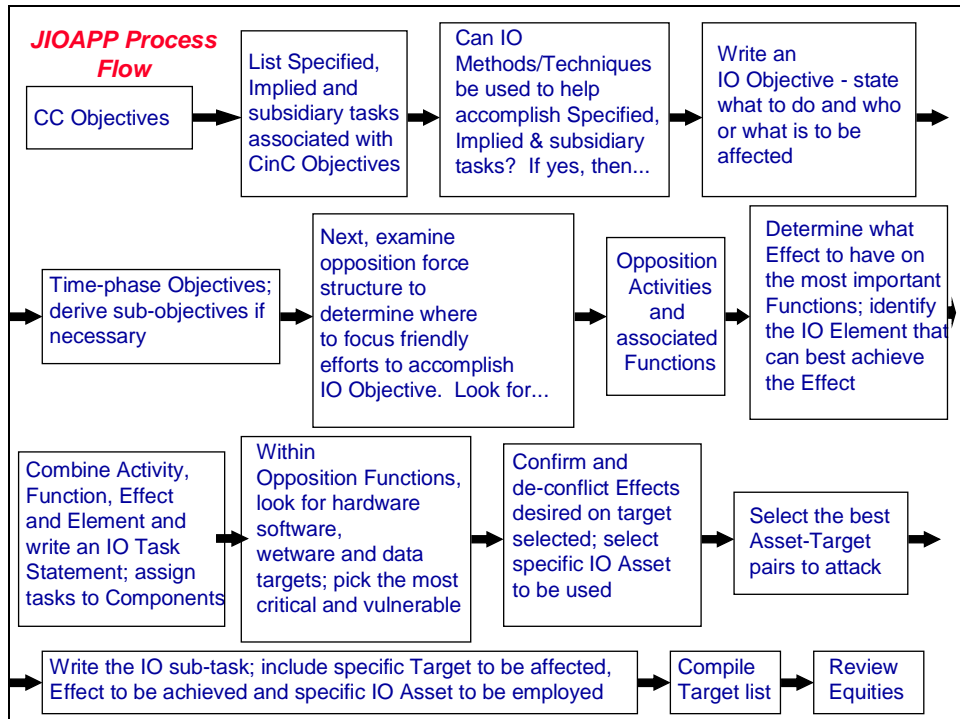 JIOAPP Process
Flow
CC Objectives
List Specified,
Implied and
subsidiary tasks
associated with
CinC Objectives
Can IO
Methods/Techniques
be used to help
accomplish Specified,
Implied & subsidiary
tasks? If yes, then...
Write an
IO Objective - state
what to do and who
or what is to be
affected
Time-phase Objectives;
derive sub-objectives if
necessary
Next, examine
opposition force
structure to
determine where
to focus friendly
efforts to accomplish
IO Objective. Look for...
Opposition
Activities
and
associated
Functions
Determine what
Effect to have on
the most important
Functions; identify
the IO Element that
can best achieve
the Effect
Combine Activity,
Function, Effect
and Element and
write an IO Task
Statement; assign
tasks to Components
Within
Opposition Functions,
look for hardware
software,
wetware and data
targets; pick the most
critical and vulnerable
Confirm and
de-conflict Effects
desired on target
selected; select
specific IO Asset
to be used
Select the best
Asset-Target
pairs to attack
Write the IO sub-task; include specific Target to be affected,
Effect to be achieved and specific IO Asset to be employed
Compile
Target list
Review
Equities